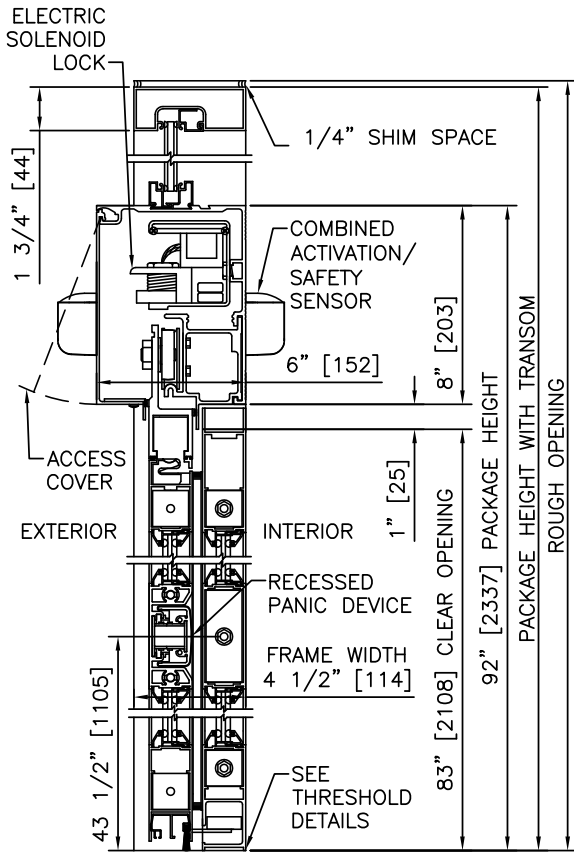 ELECTRIC
SOLENOID
LOCK
1/4" SHIM SPACE
1 3/4" [44]
COMBINED
ACTIVATION/
SAFETY
SENSOR
6" [152]
8" [203]
ACCESS
COVER
1" [25]
EXTERIOR
INTERIOR
RECESSED
PANIC DEVICE
FRAME WIDTH
4 1/2" [114]
43 1/2" [1105]
SEE
THRESHOLD
DETAILS
83" [2108] CLEAR OPENING
92" [2337] PACKAGE HEIGHT
PACKAGE HEIGHT WITH TRANSOM
ROUGH OPENING